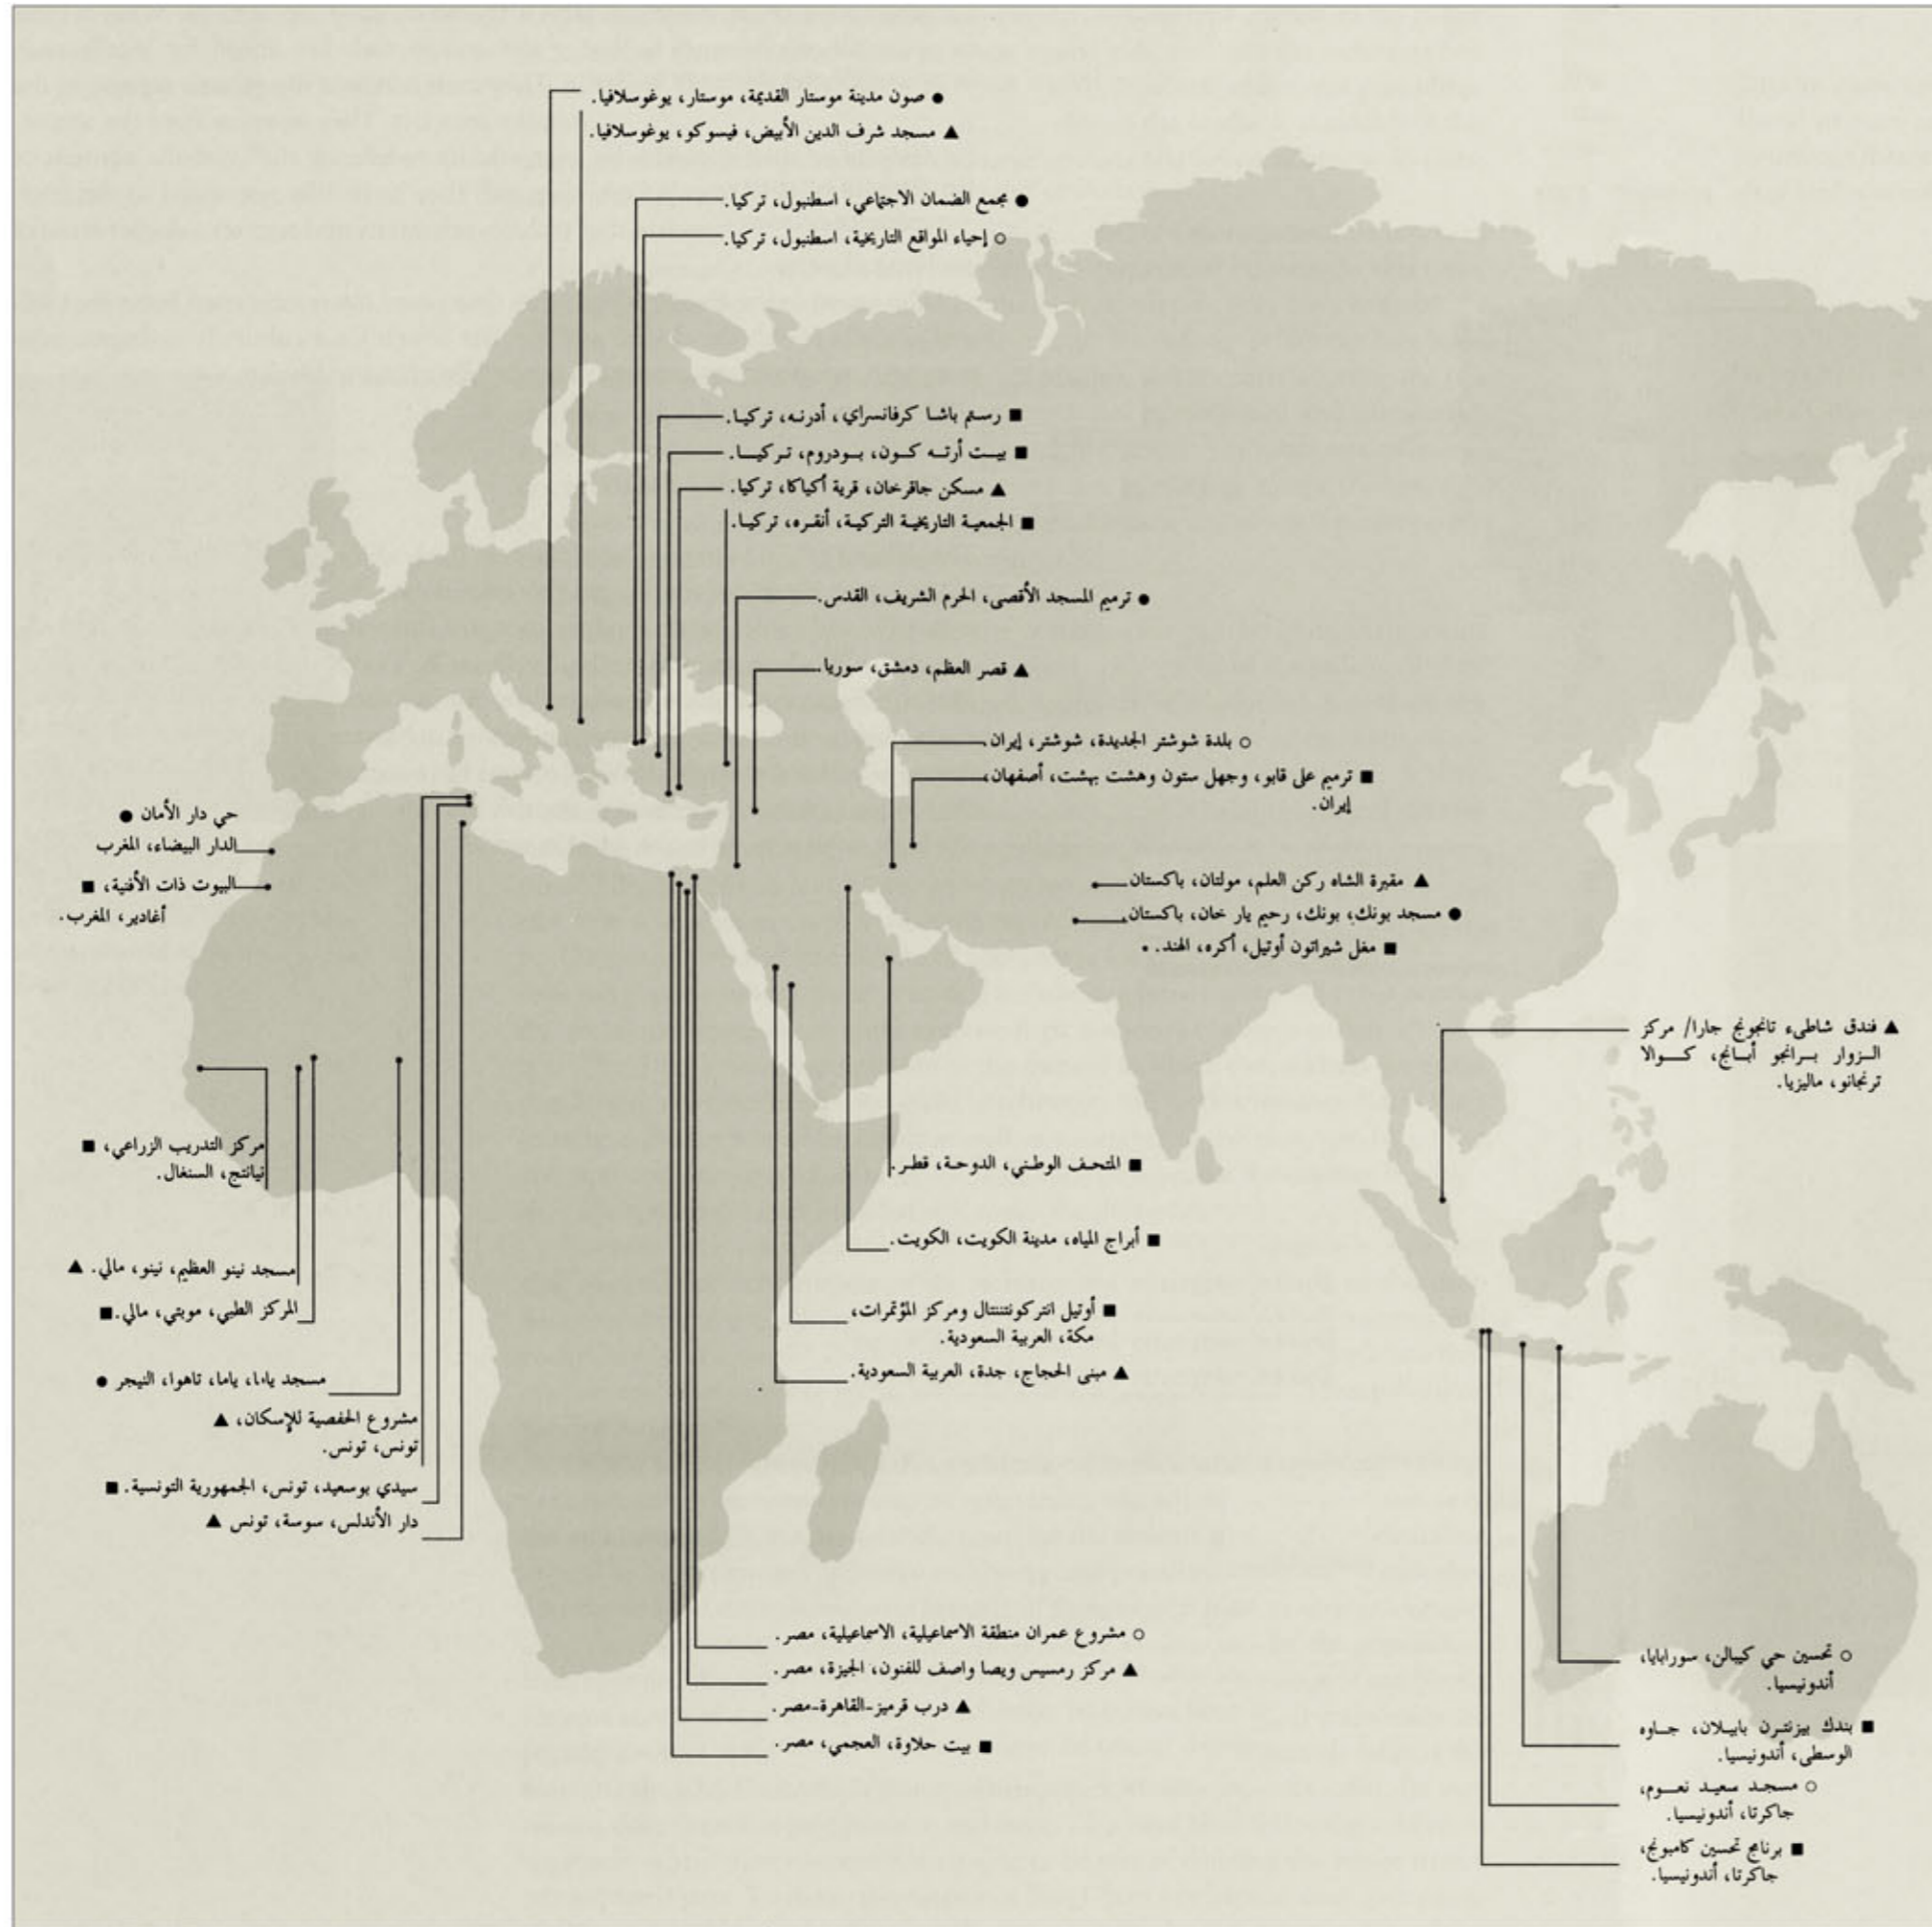 ● صون مدينة موستار القديمة، موستار، يوغوسلافيا.
▲ مسجد شرف الدين الأبيض، فيسوكو، يوغوسلافيا.
● مجمع الضمان الاجتماعي، اسطنبول، تركيا.
○ إحياء المواقع التاريخية، اسطنبول، تركيا.
■ رستم باشا كرفانسراي، أدرنه، تركيا.
■ بيت أرته كون، بودروم، تركيا.
▲ مسكن جاقرخان، قرية أكياكا، تركيا.
■ الجمعية التاريخية التركية، أنقره، تركيا.
● ترميم المسجد الأقصى، الحرم الشريف، القدس.
▲ قصر العظم، دمشق، سوريا.
○ بلدة شوشتر الجديدة، شوشتر، إيران.
■ ترميم على قابو، وجهل ستون وهشت بهشت، أصفهان،
إيران.
▲ مقبرة الشاه ركن العلم، مولتان، باكستان
● مسجد بونك، بونك، رحيم يار خان، باكستان.
■ مغل شيراتون أوتيل، أكره، الهند.
▲ فندق شاطىء تانجونج جارا/ مركز
الزوار برانجو أبانج، كوالا
ترنجانو، ماليزيا.
حي دار الأمان ●
الدار البيضاء، المغرب
البيوت ذات الأفنية، ■
أغادير، المغرب.
مركز التدريب الزراعي، ■
نيانتج، السنغال.
مسجد نينو العظيم، نينو، مالي. ▲
المركز الطبي، موبتي، مالي. ■
مسجد ياما، ياما، تاهوا، النيجر ●
مشروع الحفصية للإسكان، ▲
تونس، تونس.
سيدي بوسعيد، تونس، الجمهورية التونسية. ■
دار الأندلس، سوسة، تونس ▲
■ المتحف الوطني، الدوحة، قطر.
■ أبراج المياه، مدينة الكويت، الكويت.
■ أوتيل انتركونتننتال ومركز المؤتمرات،
مكة، العربية السعودية.
▲ مبنى الحجاج، جدة، العربية السعودية.
○ مشروع عمران منطقة الاسماعيلية، الاسماعيلية، مصر.
▲ مركز رمسيس ويصا واصف للفنون، الجيزة، مصر.
▲ درب قرميز-القاهرة-مصر.
■ بيت حلاوة، العجمي، مصر.
○ تحسين حي كيبالن، سورابايا،
أندونيسيا.
■ بندك بيزنترن بابيلان، جاوه
الوسطى، أندونيسيا.
○ مسجد سعيد نعوم،
جاكرتا، أندونيسيا.
■ برنامج تحسين كامبونج،
جاكرتا، أندونيسيا.